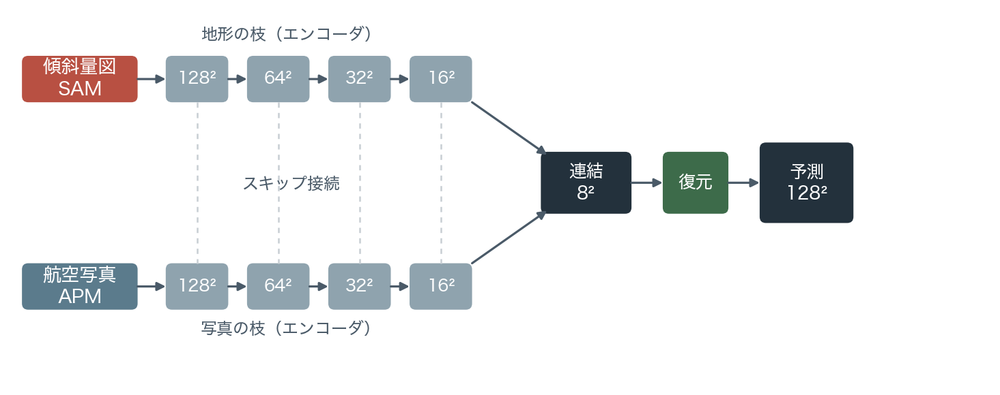 地形の枝（エンコーダ）
傾斜量図
SAM
128²
64²
32²
16²
スキップ接続
連結
8²
復元
予測
128²
航空写真
APM
128²
64²
32²
16²
写真の枝（エンコーダ）